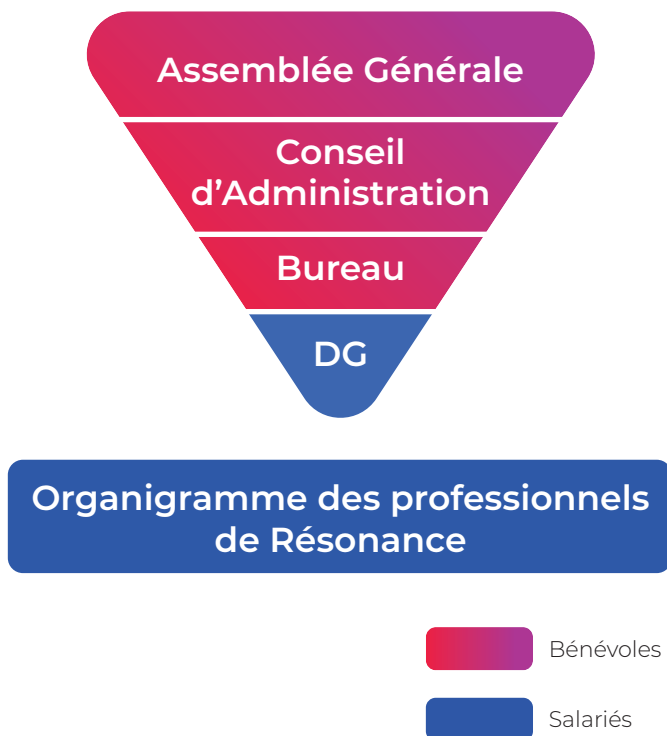 Assemblée Générale
Conseil
d’Administration
Bureau
DG
Organigramme des professionnels
de Résonance
Bénévoles
Salariés